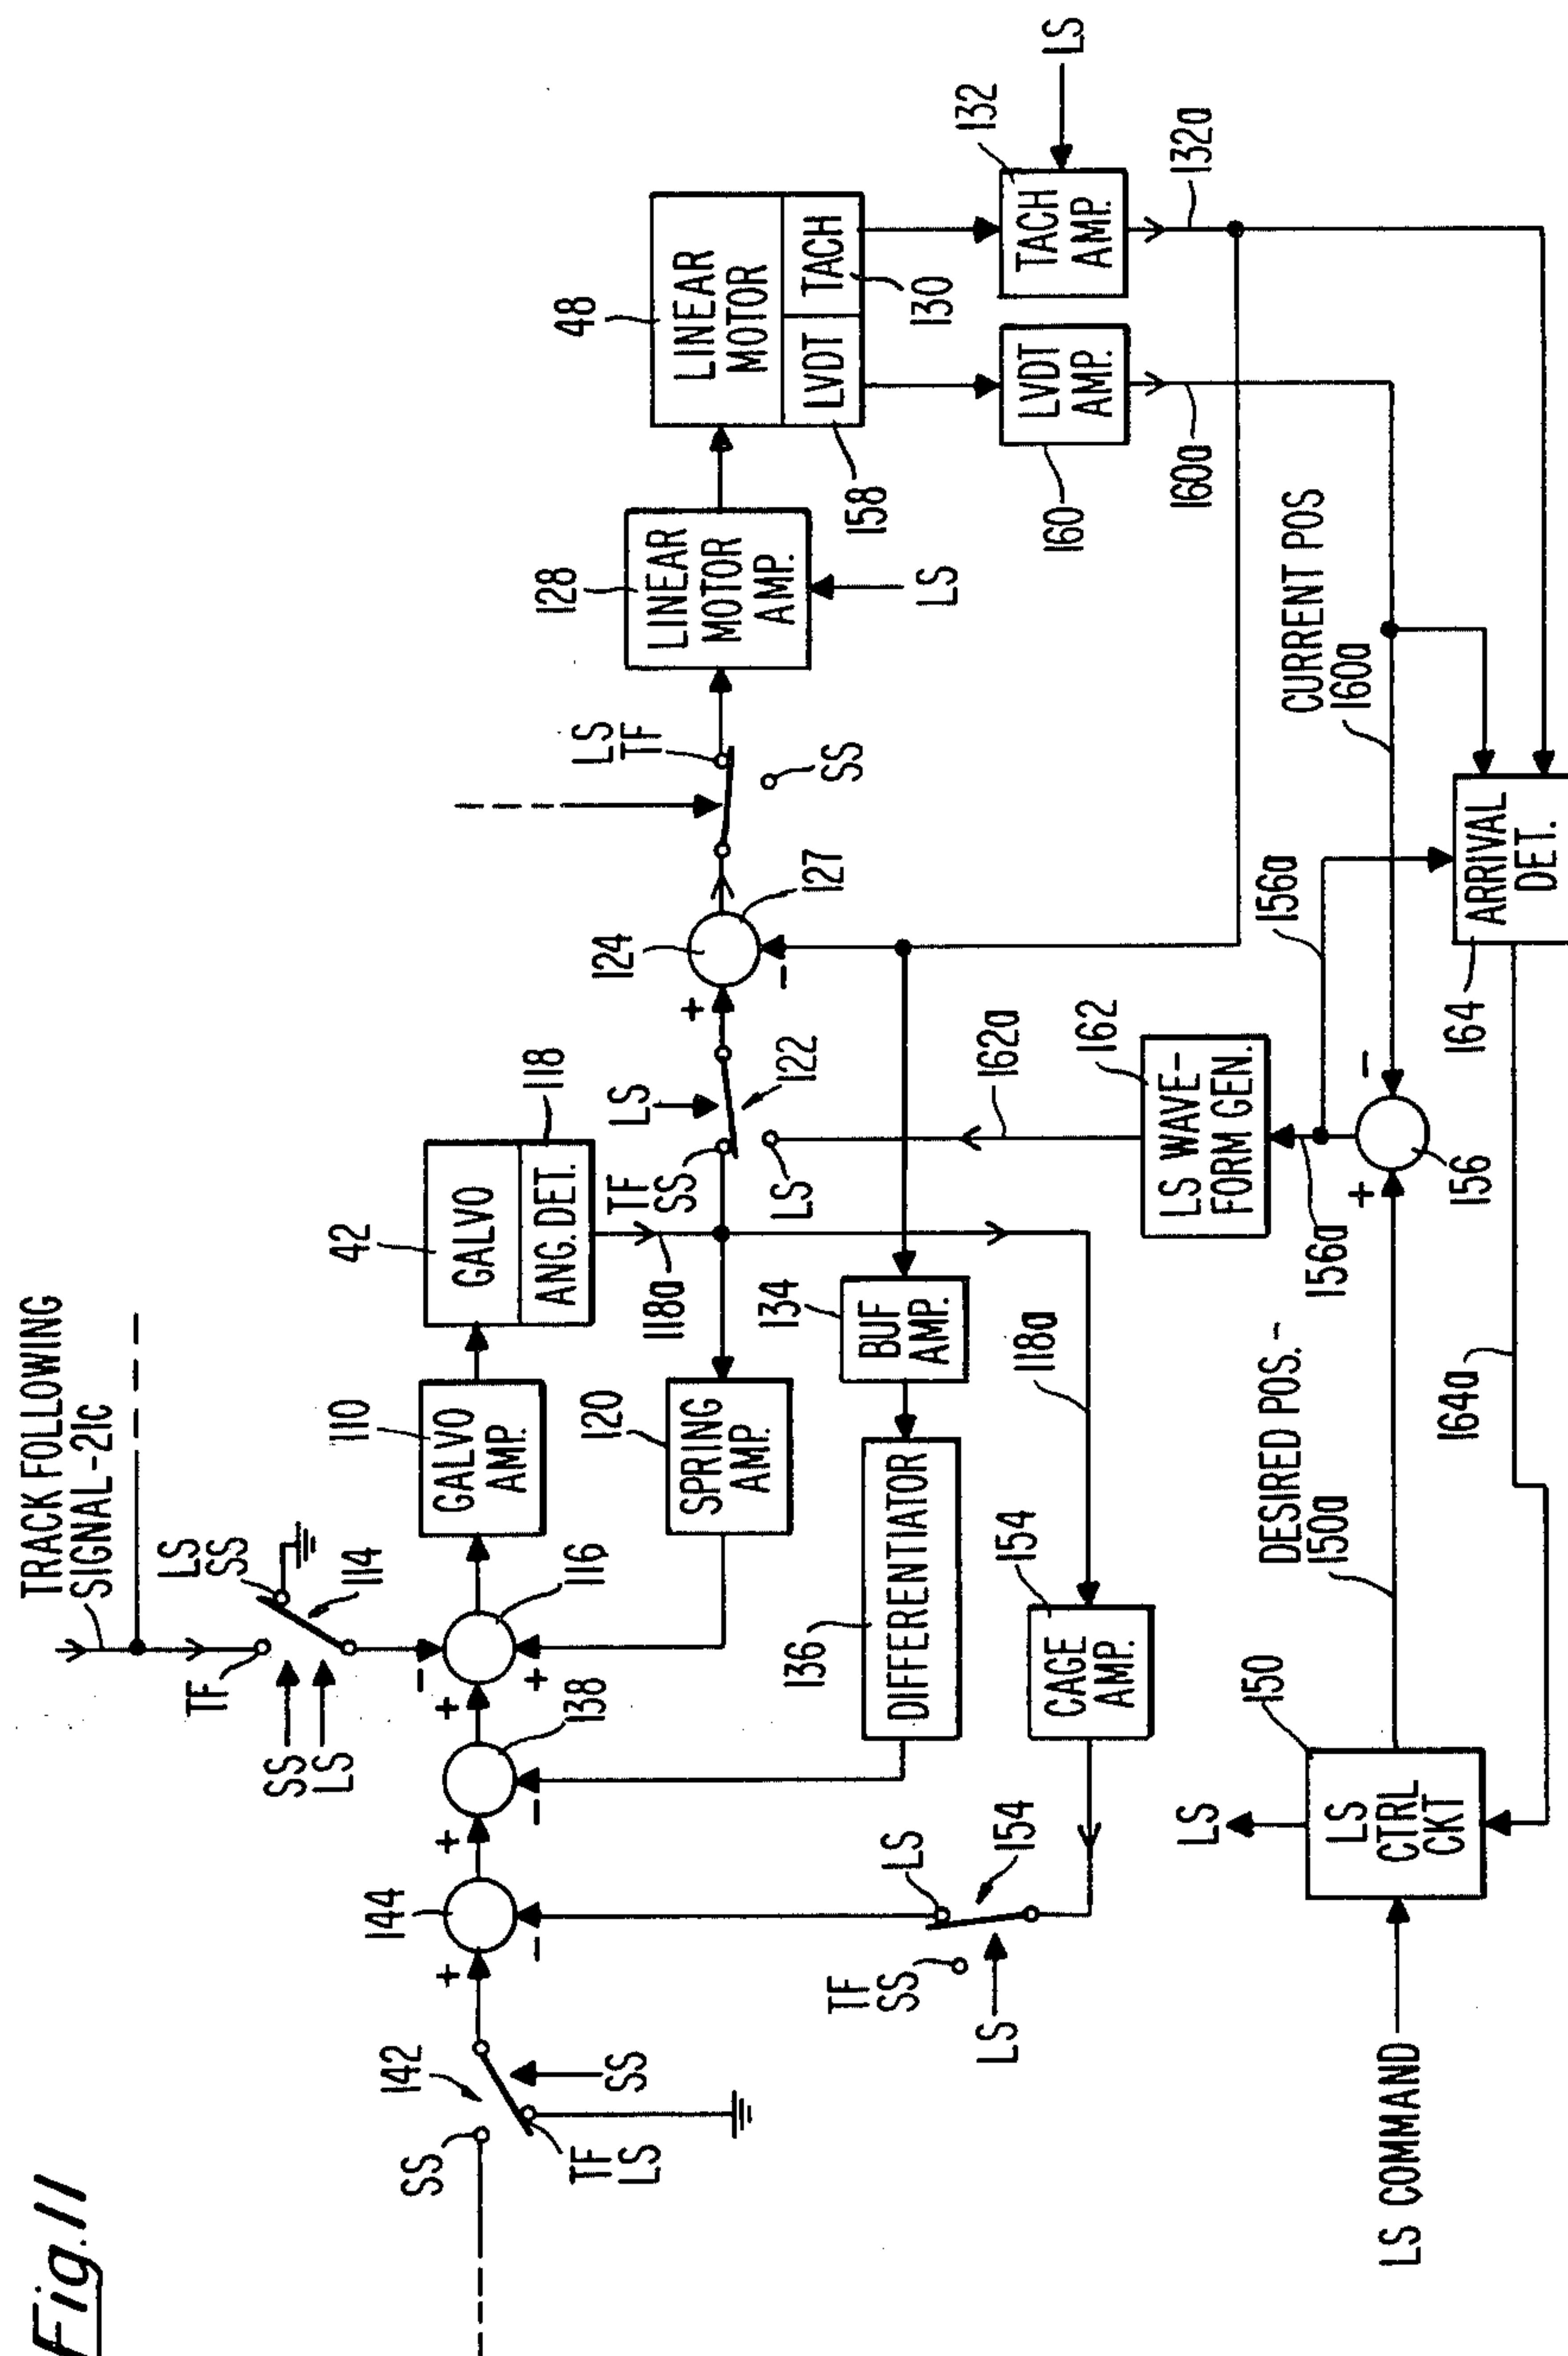 Fig. 11
TRACK FOLLOWING
SIGNAL-21c
TF
LS
SS
114
SS
LS
116
138
144
142
SS
SS
TF
LS
110
GALVO
AMP.
42
GALVO
ANG. DET.
118
118a
120
SPRING
AMP.
TF
SS
LS
122
LS
124
127
LS
TF
SS
128
LINEAR
MOTOR
AMP.
LS
48
LINEAR
MOTOR
LVDT
TACH
158
130
132
TACH
AMP.
LS
132a
LVDT
AMP.
160
160a
134
BUF
AMP.
136
DIFFERENTIATOR
118a
154
CAGE
AMP.
LS
154
TF
SS
LS
162a
162
LS WAVE-
FORM GEN.
156a
156a
156
CURRENT POS
160a
DESIRED POS.-
150a
164
ARRIVAL
DET.
164a
150
LS
CTRL
CKT
LS
LS COMMAND
+
-
+
-
+
-
+
+
-
+
-